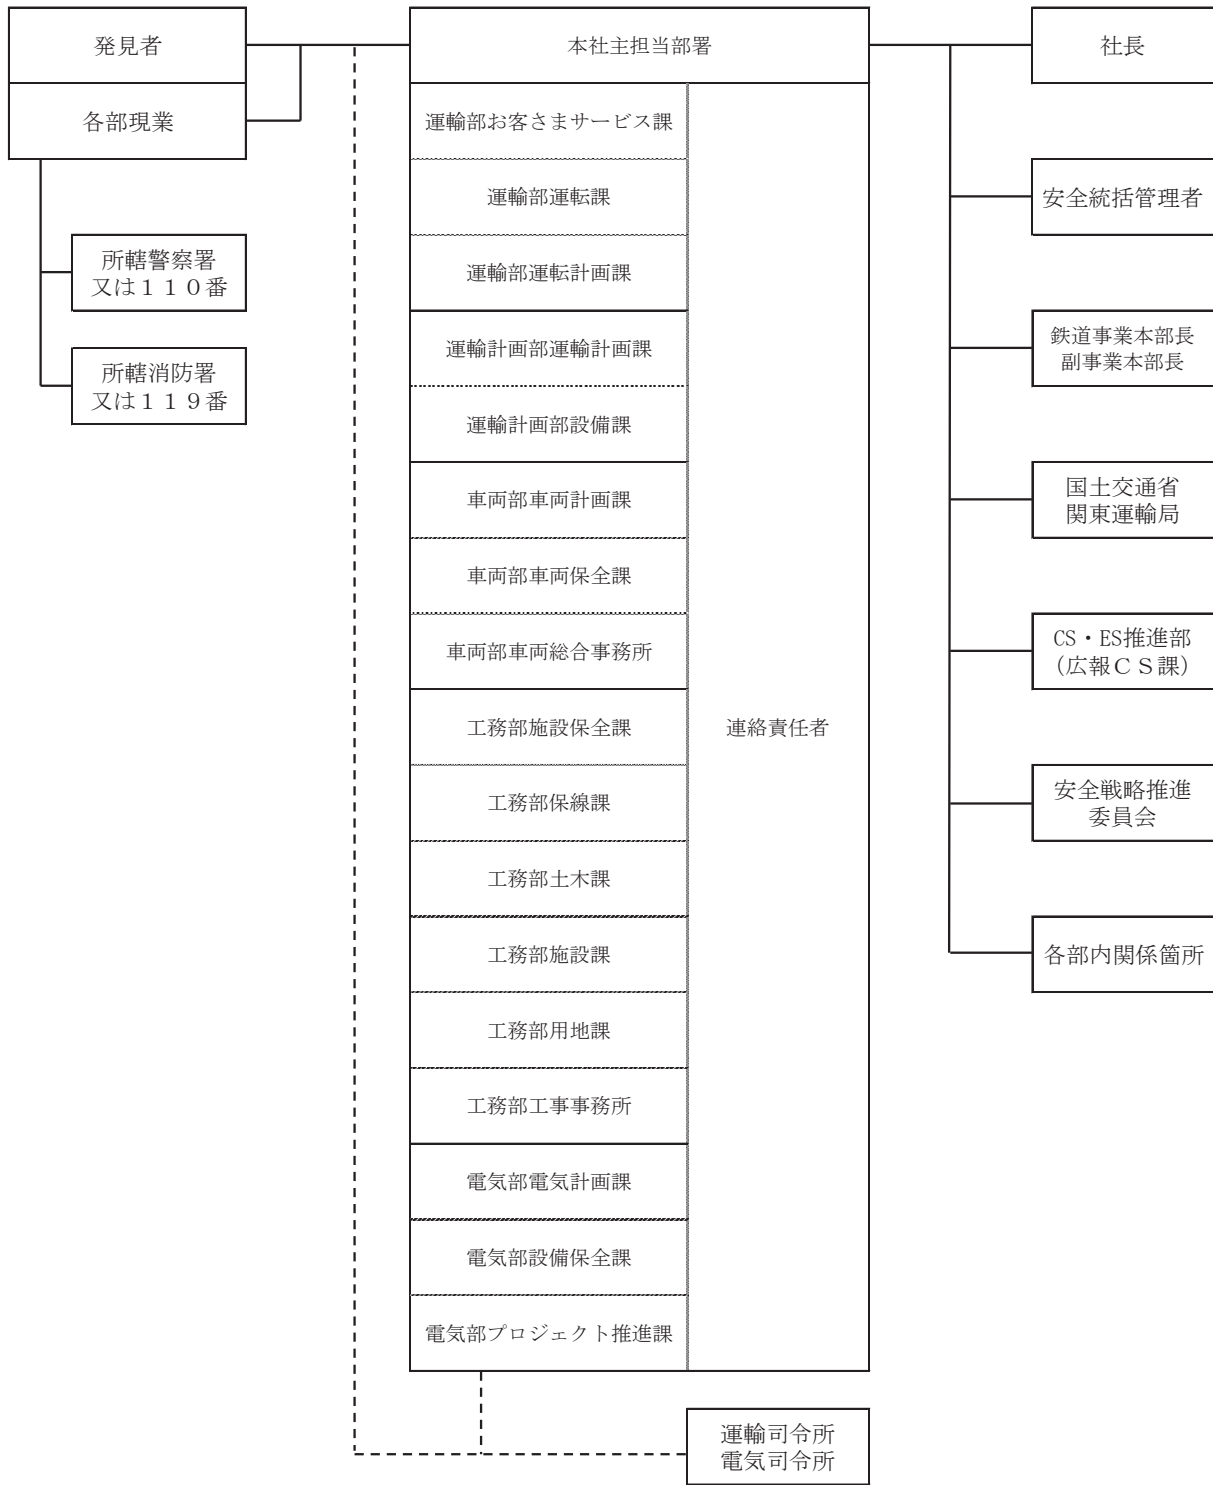 発見者
各部現業
所轄警察署
又は１１０番
所轄消防署
又は１１９番
本社主担当部署
運輸部お客さまサービス課
運輸部運転課
運輸部運転計画課
運輸計画部運輸計画課
運輸計画部設備課
車両部車両計画課
車両部車両保全課
車両部車両総合事務所
工務部施設保全課
工務部保線課
工務部土木課
工務部施設課
工務部用地課
工務部工事事務所
電気部電気計画課
電気部設備保全課
電気部プロジェクト推進課
連絡責任者
運輸司令所
電気司令所
社長
安全統括管理者
鉄道事業本部長
副事業本部長
国土交通省
関東運輸局
CS・ES推進部
（広報ＣＳ課）
安全戦略推進
委員会
各部内関係箇所